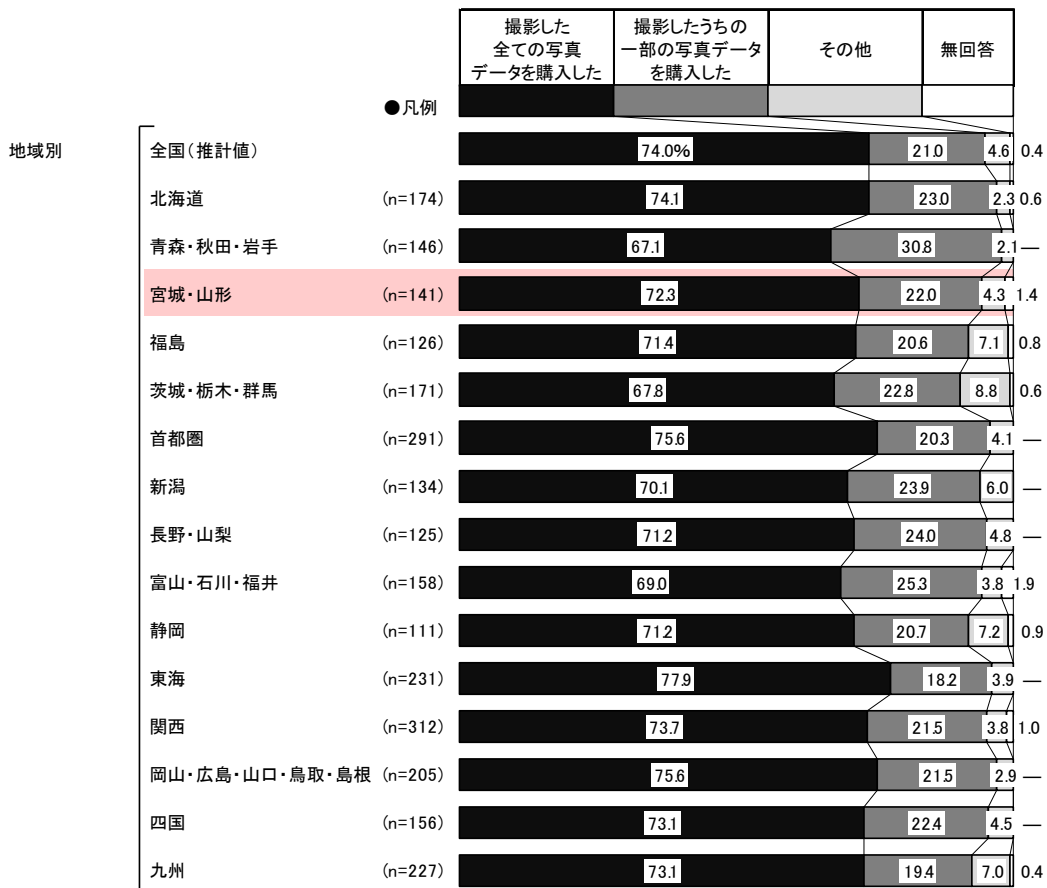 撮影した
全ての写真
データを購入した
撮影したうちの
一部の写真データ
を購入した
その他
無回答
●凡例
地域別
全国(推計値) 74.0% 21.0 4.6 0.4
北海道 (n=174) 74.1 23.0 2.3 0.6
青森・秋田・岩手 (n=146) 67.1 30.8 2.1 —
宮城・山形 (n=141) 72.3 22.0 4.3 1.4
福島 (n=126) 71.4 20.6 7.1 0.8
茨城・栃木・群馬 (n=171) 67.8 22.8 8.8 0.6
首都圏 (n=291) 75.6 20.3 4.1 —
新潟 (n=134) 70.1 23.9 6.0 —
長野・山梨 (n=125) 71.2 24.0 4.8 —
富山・石川・福井 (n=158) 69.0 25.3 3.8 1.9
静岡 (n=111) 71.2 20.7 7.2 0.9
東海 (n=231) 77.9 18.2 3.9 —
関西 (n=312) 73.7 21.5 3.8 1.0
岡山・広島・山口・鳥取・島根 (n=205) 75.6 21.5 2.9 —
四国 (n=156) 73.1 22.4 4.5 —
九州 (n=227) 73.1 19.4 7.0 0.4